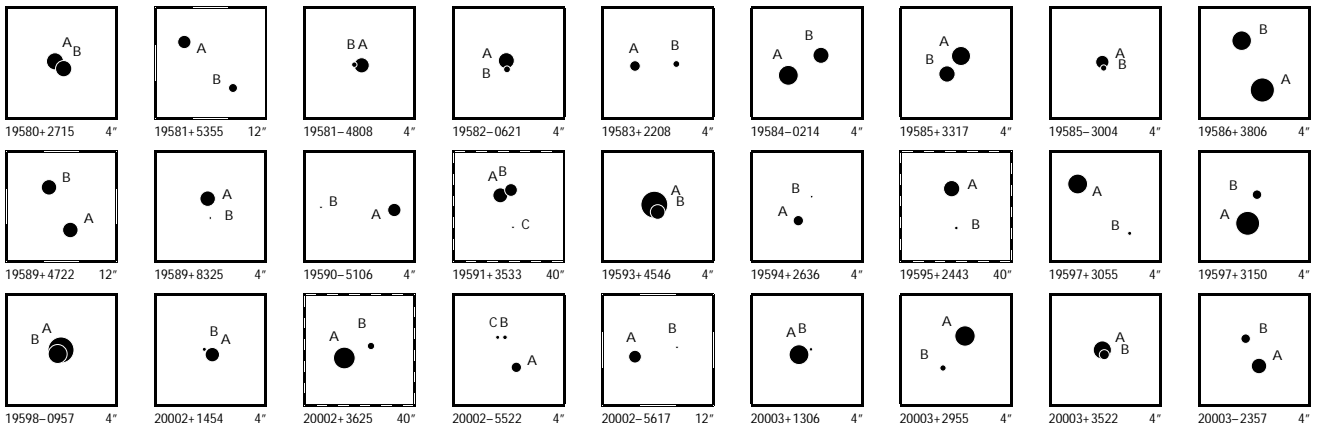 A
B
A
B
B A
A
B
A
B
B
A
A
B
A
B
B
A
19580+2715 4″ 19581+5355 12″ 19581−4808 4″ 19582−0621 4″ 19583+2208 4″ 19584−0214 4″ 19585+3317 4″ 19585−3004 4″ 19586+3806 4″
B
A
A
B
B
A
A B
C
A
B
B
A
A
B
A
B
B
A
19589+4722 12″ 19589+8325 4″ 19590−5106 4″ 19591+3533 40″ 19593+4546 4″ 19594+2636 4″ 19595+2443 40″ 19597+3055 4″ 19597+3150 4″
A
B
B
A
B
A
C B
A
B
A
A B
A
B
A
B
B
A
19598−0957 4″ 20002+1454 4″ 20002+3625 40″ 20002−5522 4″ 20002−5617 12″ 20003+1306 4″ 20003+2955 4″ 20003+3522 4″ 20003−2357 4″